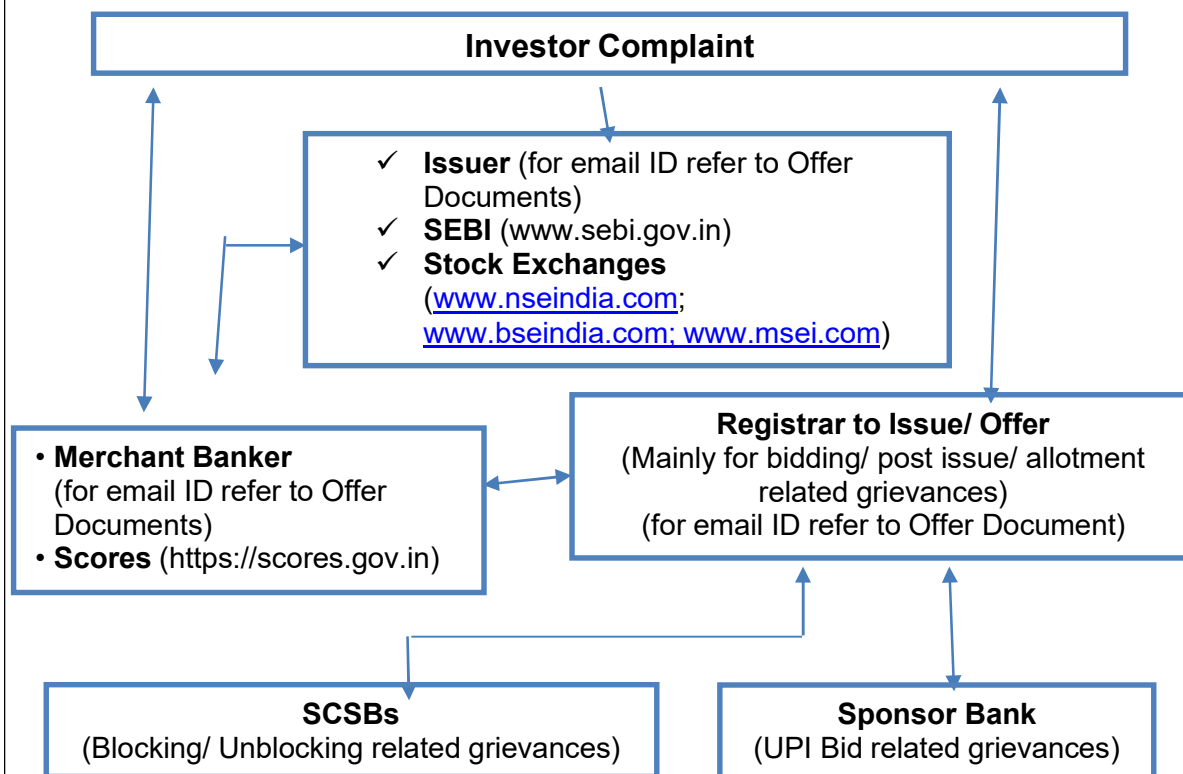 Investor Complaint
✓ Issuer (for email ID refer to Offer
Documents)
✓ SEBI (www.sebi.gov.in)
✓ Stock Exchanges
(www.nseindia.com;
www.bseindia.com; www.msei.com)
• Merchant Banker
(for email ID refer to Offer
Documents)
• Scores (https://scores.gov.in)
Registrar to Issue/ Offer
(Mainly for bidding/ post issue/ allotment
related grievances)
(for email ID refer to Offer Document)
SCSBs
(Blocking/ Unblocking related grievances)
Sponsor Bank
(UPI Bid related grievances)